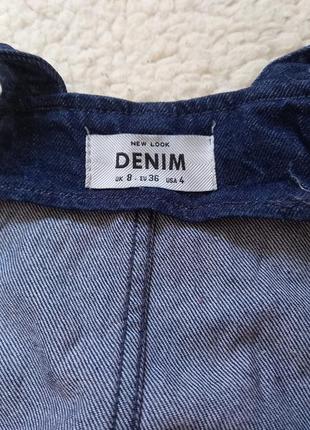 NEW LOOK
DENIM
UK 8 - EU 36 USA 4